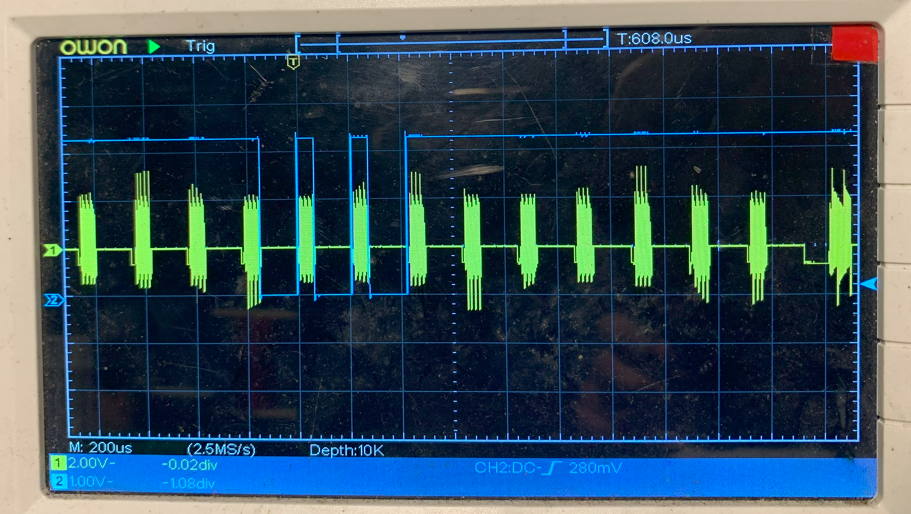 OWON Trig T:608.0us
T
1
2
M: 200us (2.5MS/s) Depth:10K
1 2.00V~ -0.02div CH2:DC- 280mV
2 1.00V~ -1.08div